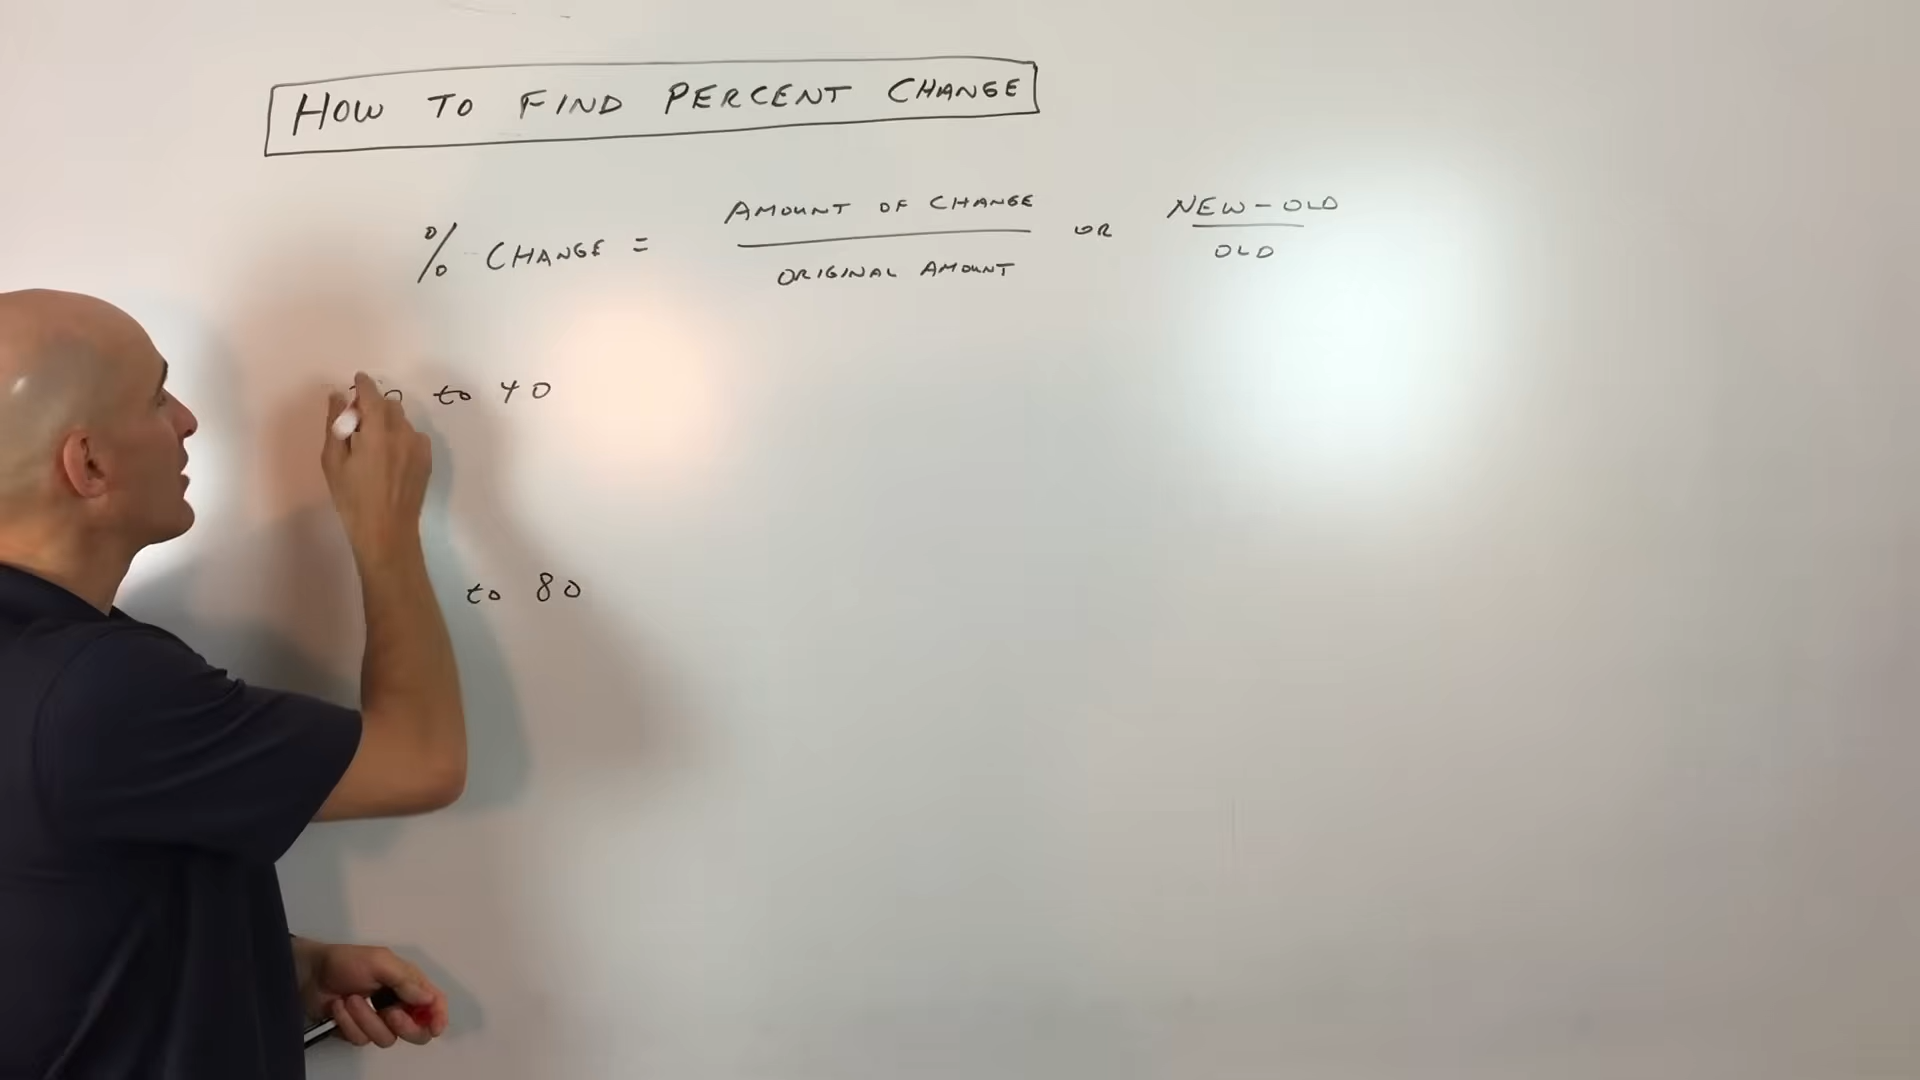 HOW TO FIND PERCENT CHANGE
% CHANGE = AMOUNT OF CHANGE / ORIGINAL AMOUNT OR NEW - OLD / OLD
to 40
to 80